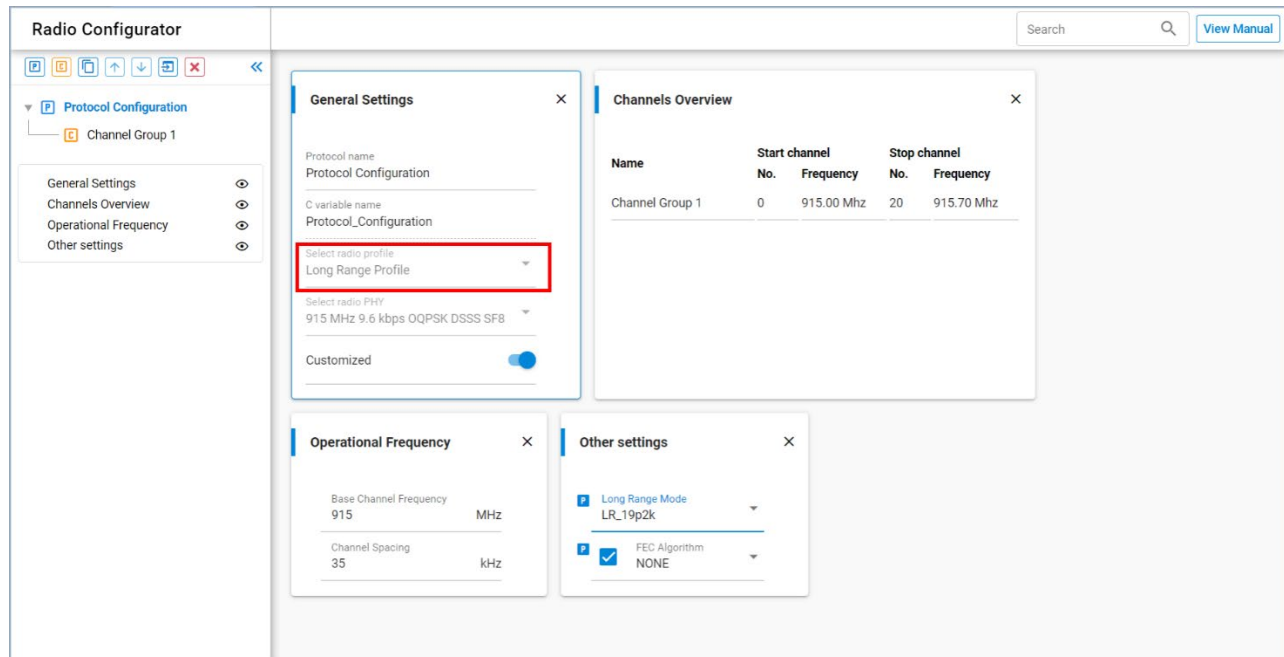 Radio Configurator
Search
View Manual
P
C
P Protocol Configuration
C Channel Group 1
General Settings
Channels Overview
Operational Frequency
Other settings
General Settings
Protocol name
Protocol Configuration
C variable name
Protocol_Configuration
Select radio profile
Long Range Profile
Select radio PHY
915 MHz 9.6 kbps OQPSK DSSS SF8
Customized
Channels Overview
Name Start channel Stop channel
No. Frequency No. Frequency
Channel Group 1 0 915.00 Mhz 20 915.70 Mhz
Operational Frequency
Base Channel Frequency
915 MHz
Channel Spacing
35 kHz
Other settings
P Long Range Mode
LR_19p2k
P FEC Algorithm
NONE